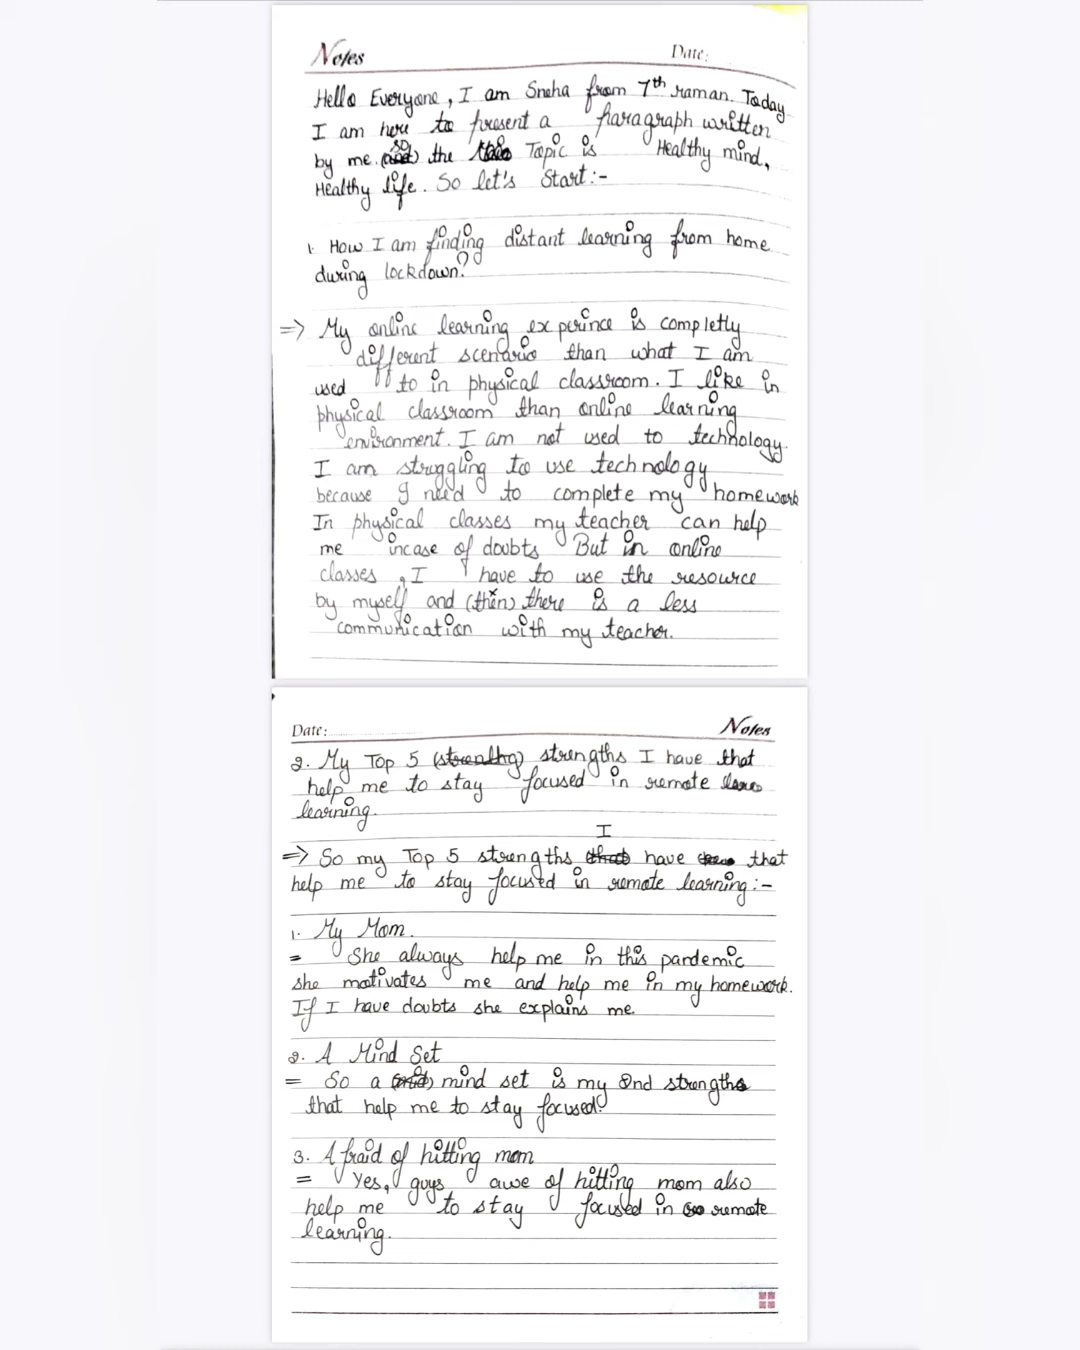 Notes Date:
Hello Everyone, I am Sneha from 7th raman. Today
I am here to present a paragraph written
by me. so the Topic is Healthy mind,
Healthy life. So let's Start:-
1. How I am finding distant learning from home
during lockdown?
=> My online learning experince is completly
different scenario than what I am
used to in physical classroom. I like in
physical classroom than online learning
environment. I am not used to technology.
I am struggling to use technology
because I need to complete my homework
In physical classes my teacher can help
me incase of doubts But in online
classes, I have to use the resource
by myself and (then) there is a less
communication with my teacher.
Date: Notes
2. My Top 5 strengths I have that
help me to stay focused in remote
learning.
=> So my Top 5 strengths I have that
help me to stay focused in remote learning:-
1. My Mom.
= She always help me in this pandemic
she motivates me and help me in my homework.
If I have doubts she explains me.
2. A Mind Set
= So a mind set is my 2nd strength
that help me to stay focused.
3. Afraid of hitting mom
= Yes, guys awe of hitting mom also
help me to stay focused in remote
learning.